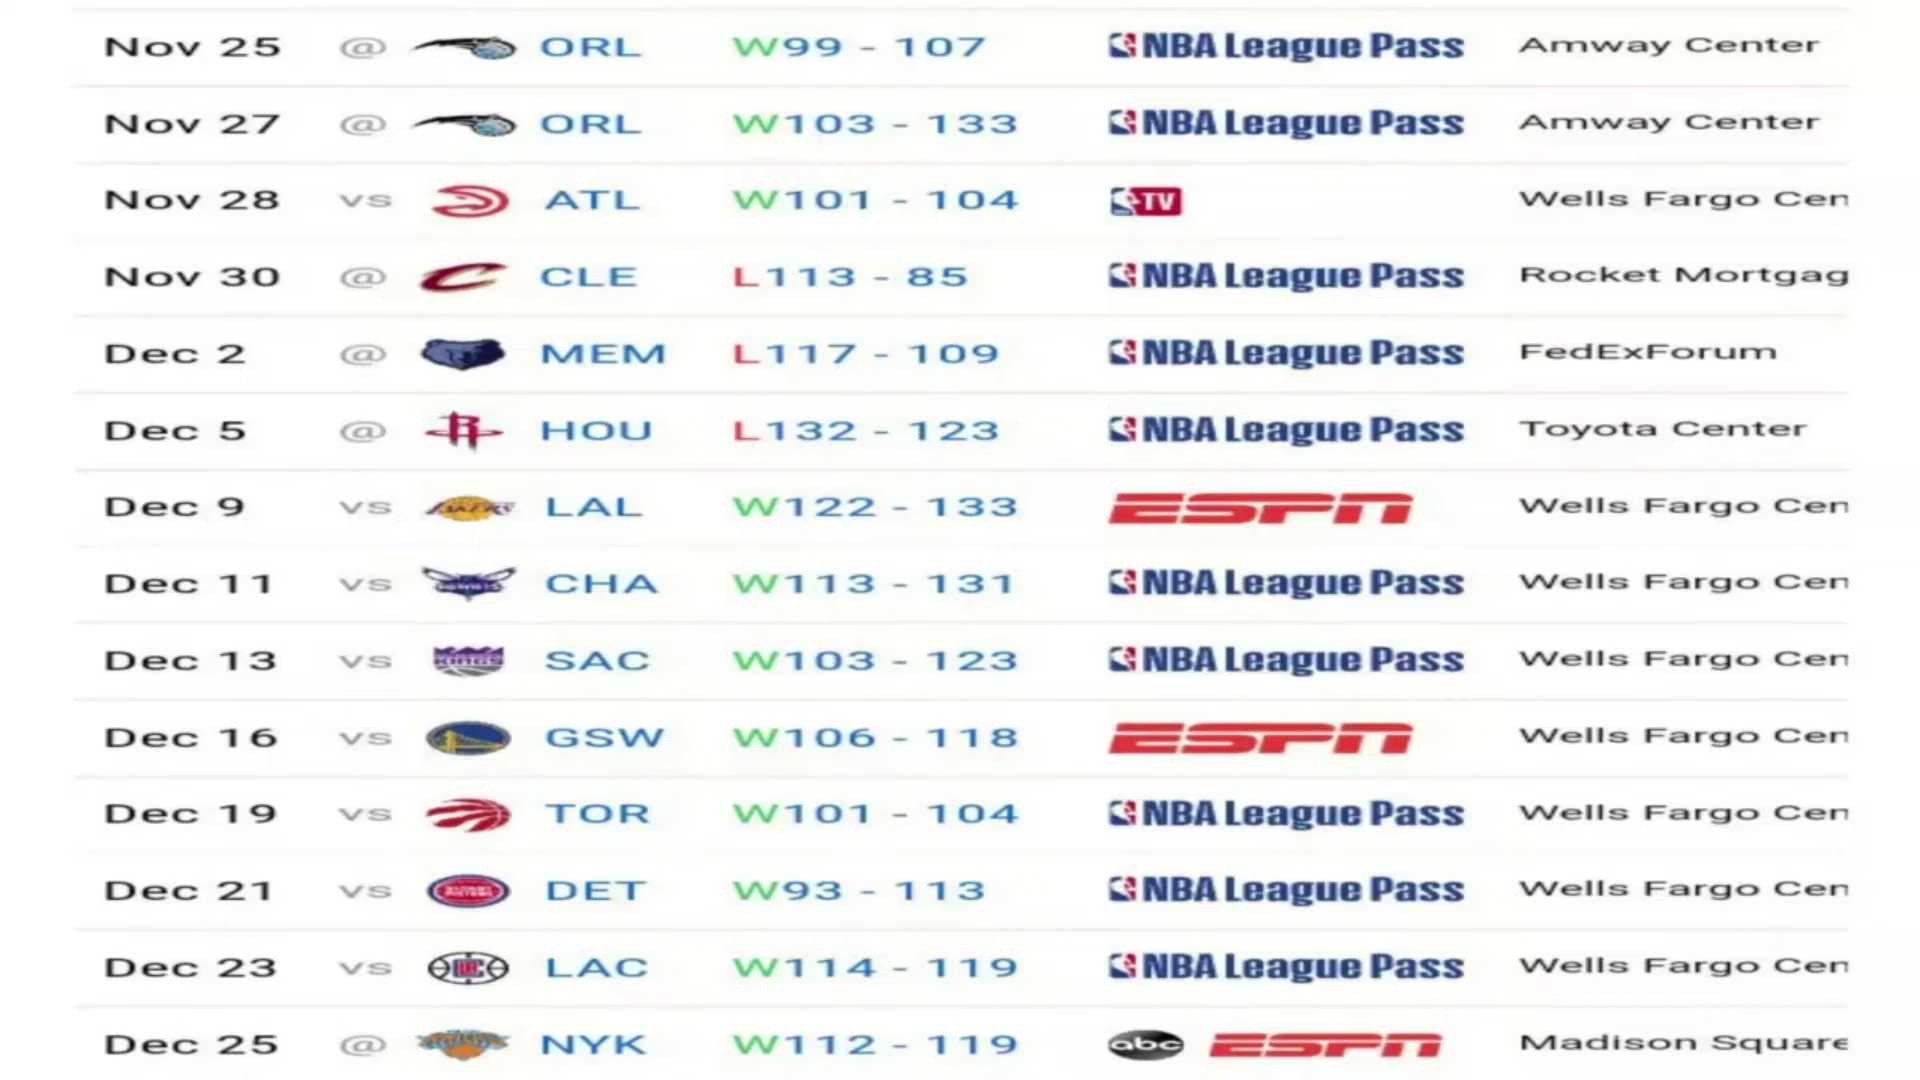 Nov 25 @ ORL W99 - 107 NBA League Pass Amway Center
Nov 27 @ ORL W103 - 133 NBA League Pass Amway Center
Nov 28 vs ATL W101 - 104 TV Wells Fargo Cen
Nov 30 @ CLE L113 - 85 NBA League Pass Rocket Mortgag
Dec 2 @ MEM L117 - 109 NBA League Pass FedExForum
Dec 5 @ HOU L132 - 123 NBA League Pass Toyota Center
Dec 9 vs LAKERS LAL W122 - 133 ESPN Wells Fargo Cen
Dec 11 vs CHA W113 - 131 NBA League Pass Wells Fargo Cen
Dec 13 vs KINGS SAC W103 - 123 NBA League Pass Wells Fargo Cen
Dec 16 vs GSW W106 - 118 ESPN Wells Fargo Cen
Dec 19 vs TOR W101 - 104 NBA League Pass Wells Fargo Cen
Dec 21 vs DET W93 - 113 NBA League Pass Wells Fargo Cen
Dec 23 vs LAC W114 - 119 NBA League Pass Wells Fargo Cen
Dec 25 @ NYK W112 - 119 abc ESPN Madison Square